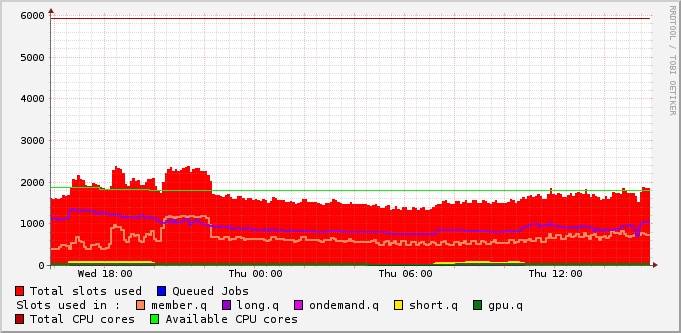 6000
5000
4000
3000
2000
1000
0
Wed 18:00 Thu 00:00 Thu 06:00 Thu 12:00
RRDTOOL / TOBI OETIKER
Total slots used Queued Jobs
Slots used in : member.q long.q ondemand.q short.q gpu.q
Total CPU cores Available CPU cores